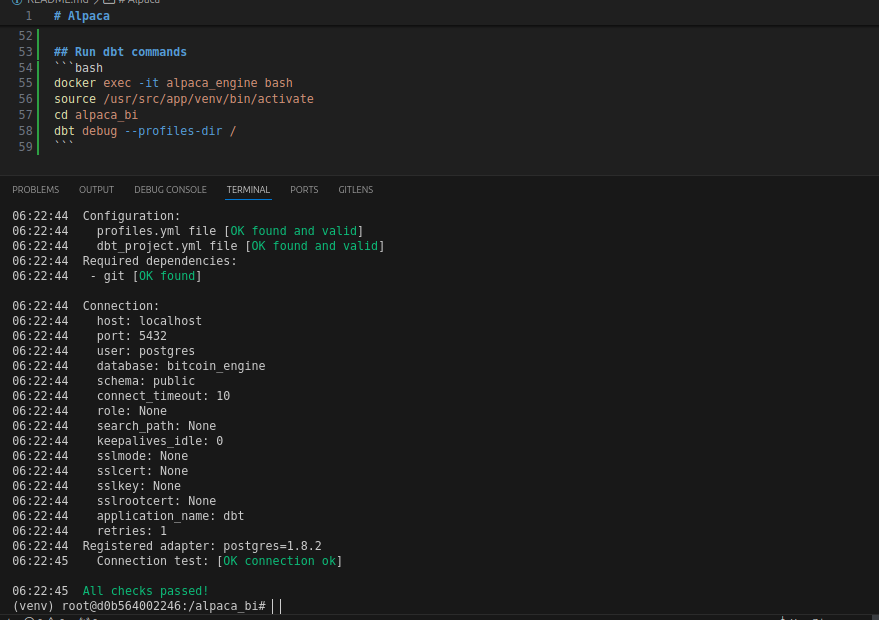 README.md > # Alpaca
1 # Alpaca
52
53 ## Run dbt commands
54 ```bash
55 docker exec -it alpaca_engine bash
56 source /usr/src/app/venv/bin/activate
57 cd alpaca_bi
58 dbt debug --profiles-dir /
59 ```
PROBLEMS OUTPUT DEBUG CONSOLE TERMINAL PORTS GITLENS
06:22:44 Configuration:
06:22:44 profiles.yml file [OK found and valid]
06:22:44 dbt_project.yml file [OK found and valid]
06:22:44 Required dependencies:
06:22:44 - git [OK found]
06:22:44 Connection:
06:22:44 host: localhost
06:22:44 port: 5432
06:22:44 user: postgres
06:22:44 database: bitcoin_engine
06:22:44 schema: public
06:22:44 connect_timeout: 10
06:22:44 role: None
06:22:44 search_path: None
06:22:44 keepalives_idle: 0
06:22:44 sslmode: None
06:22:44 sslcert: None
06:22:44 sslkey: None
06:22:44 sslrootcert: None
06:22:44 application_name: dbt
06:22:44 retries: 1
06:22:44 Registered adapter: postgres=1.8.2
06:22:45 Connection test: [OK connection ok]
06:22:45 All checks passed!
(venv) root@d0b564002246:/alpaca_bi#